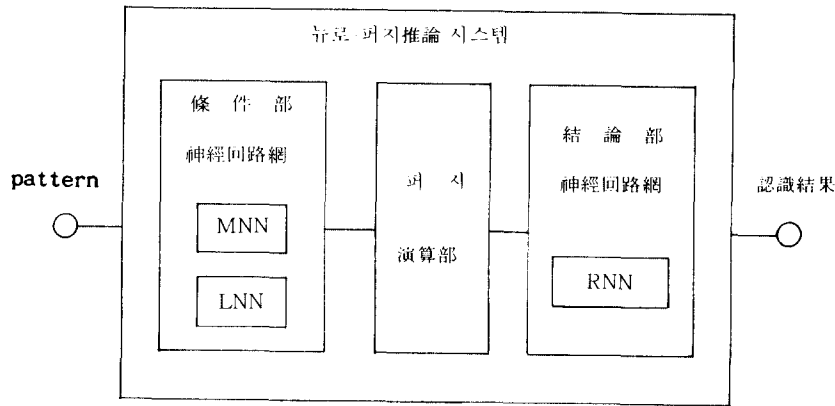 뉴로 퍼지推論 시스템
pattern
條 件 部
神經回路網
MNN
LNN
퍼 지
演算部
結 論 部
神經回路網
RNN
認識結果